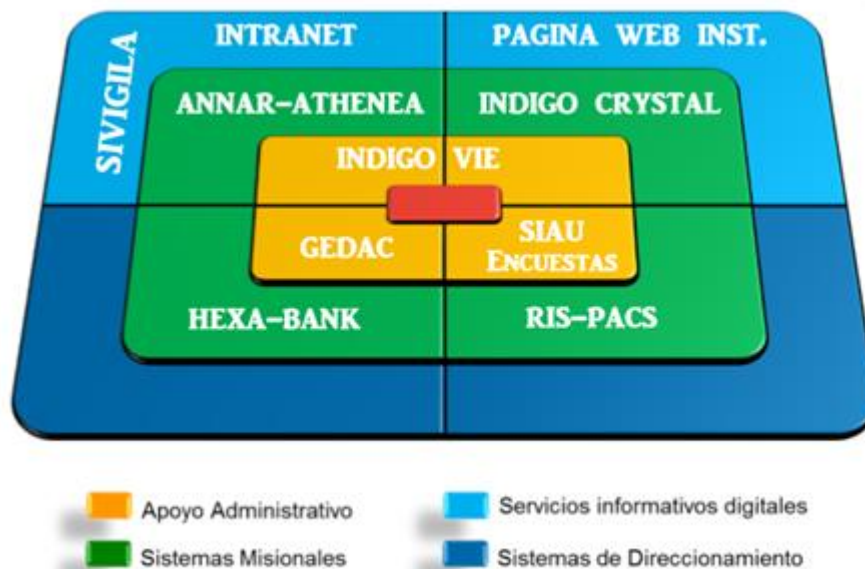 INTRANET
PAGINA WEB INST.
SIVIGILA
ANNAR-ATHENEA
INDIGO CRYSTAL
INDIGO VIE
GEDAC
SIAU
ENCUESTAS
HEXA-BANK
RIS-PACS
Apoyo Administrativo
Servicios informativos digitales
Sistemas Misionales
Sistemas de Direccionamiento